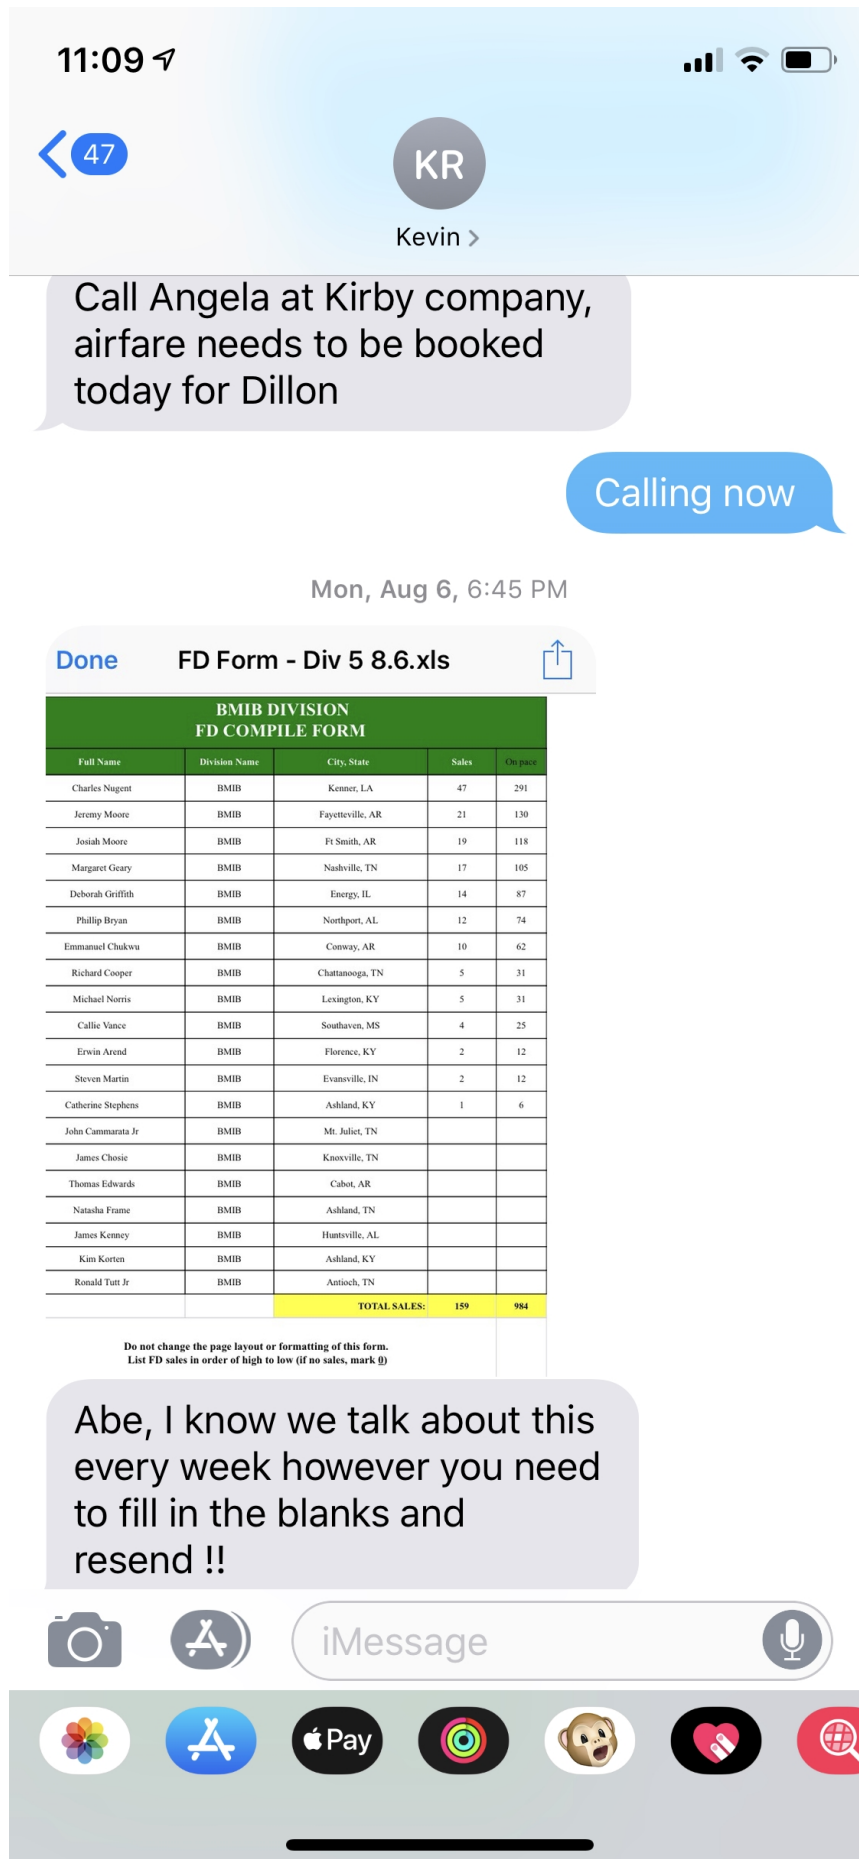 11:09
47
KR
Kevin
Call Angela at Kirby company,
airfare needs to be booked
today for Dillon
Calling now
Mon, Aug 6, 6:45 PM
Done FD Form - Div 5 8.6.xls
BMIB DIVISION
FD COMPILE FORM
Full Name Division Name City, State Sales On pace
Charles Nugent BMIB Kenner, LA 47 291
Jeremy Moore BMIB Fayetteville, AR 21 130
Josiah Moore BMIB Ft Smith, AR 19 118
Margaret Geary BMIB Nashville, TN 17 105
Deborah Griffith BMIB Energy, IL 14 87
Phillip Bryan BMIB Northport, AL 12 74
Emmanuel Chukwu BMIB Conway, AR 10 62
Richard Cooper BMIB Chattanooga, TN 5 31
Michael Norris BMIB Lexington, KY 5 31
Callie Vance BMIB Southaven, MS 4 25
Erwin Arend BMIB Florence, KY 2 12
Steven Martin BMIB Evansville, IN 2 12
Catherine Stephens BMIB Ashland, KY 1 6
John Cammarata Jr BMIB Mt. Juliet, TN
James Chosie BMIB Knoxville, TN
Thomas Edwards BMIB Cabot, AR
Natasha Frame BMIB Ashland, TN
James Kenney BMIB Huntsville, AL
Kim Korten BMIB Ashland, KY
Ronald Tutt Jr BMIB Antioch, TN
TOTAL SALES: 159 984
Do not change the page layout or formatting of this form.
List FD sales in order of high to low (if no sales, mark 0)
Abe, I know we talk about this
every week however you need
to fill in the blanks and
resend !!
iMessage
Pay